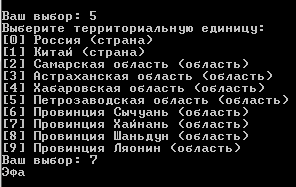 Ваш выбор: 5
Выберите территориальную единицу:
[0] Россия (страна)
[1] Китай (страна)
[2] Самарская область (область)
[3] Астраханская область (область)
[4] Хабаровская область (область)
[5] Петрозаводская область (область)
[6] Провинция Сычуань (область)
[7] Провинция Хайнань (область)
[8] Провинция Шаньдун (область)
[9] Провинция Ляонин (область)
Ваш выбор: 7
Эфа